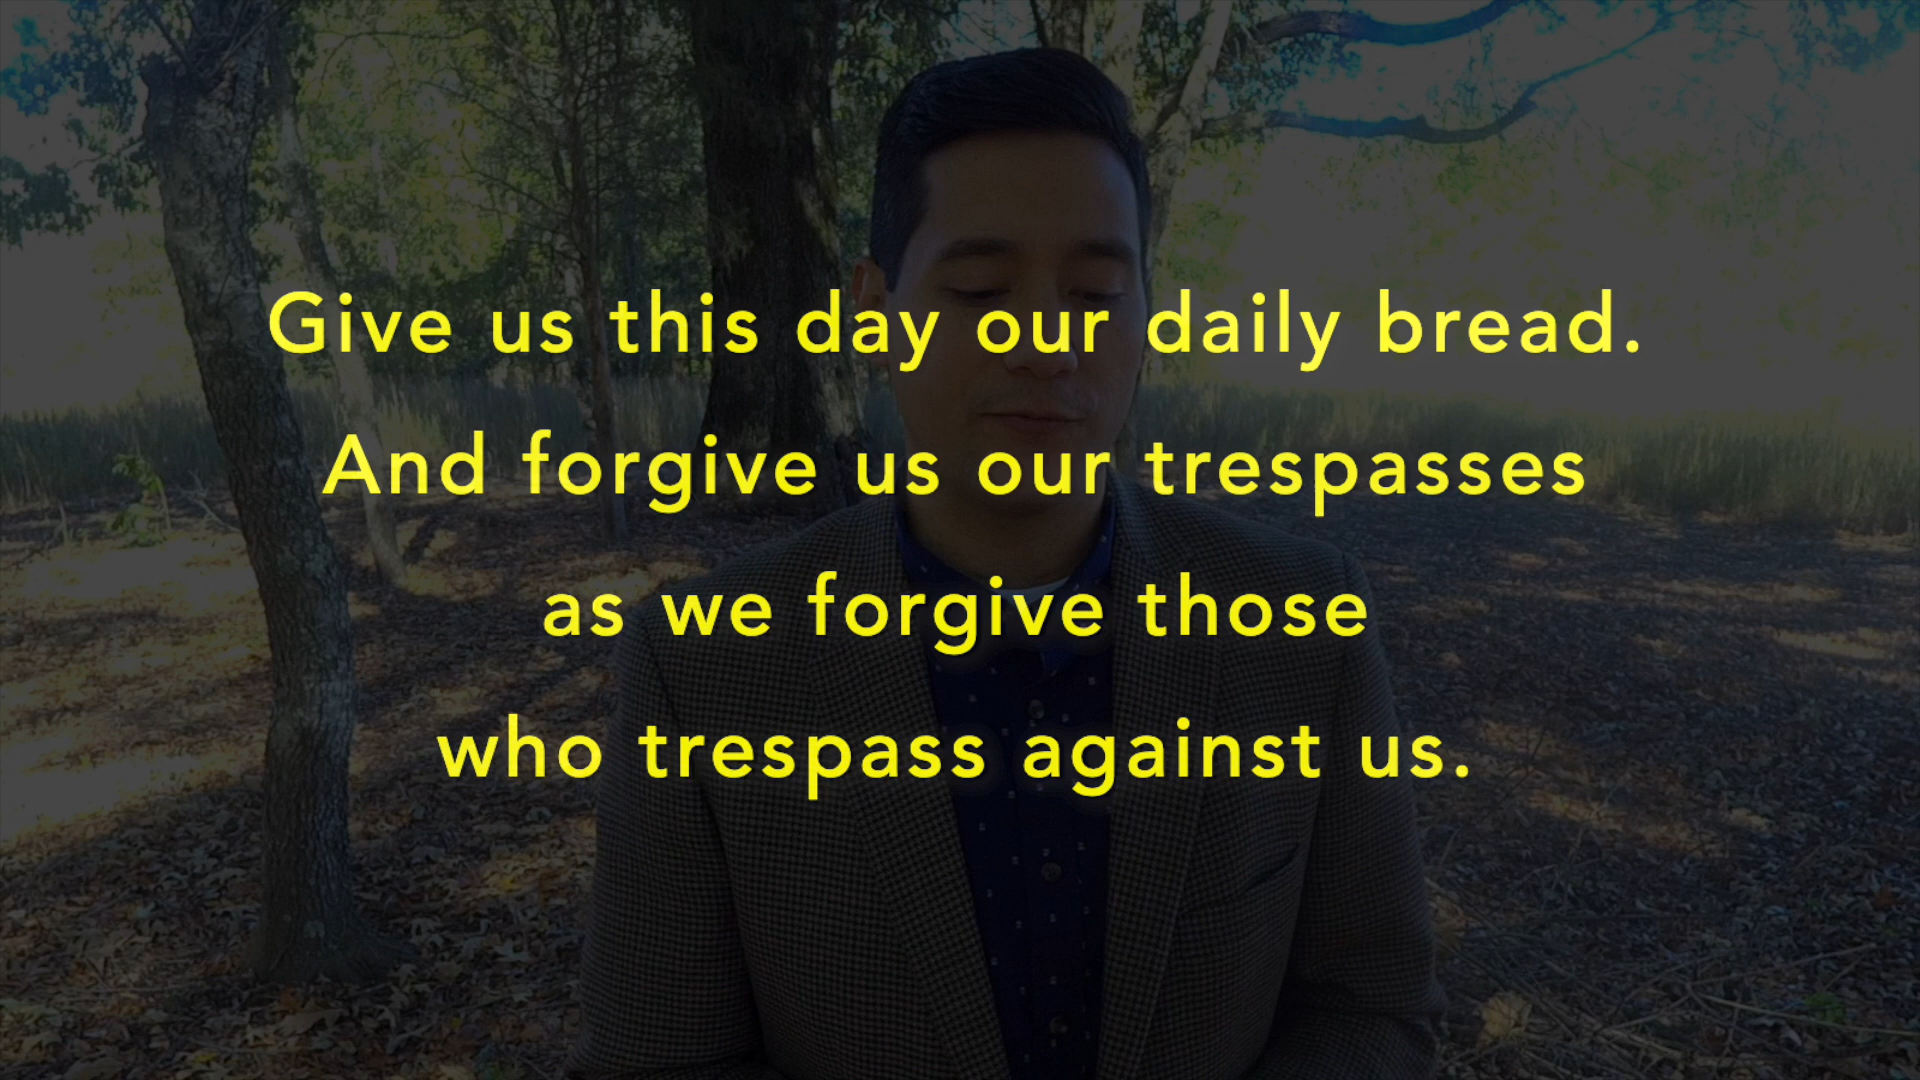 Give us this day our daily bread.
And forgive us our trespasses
as we forgive those
who trespass against us.